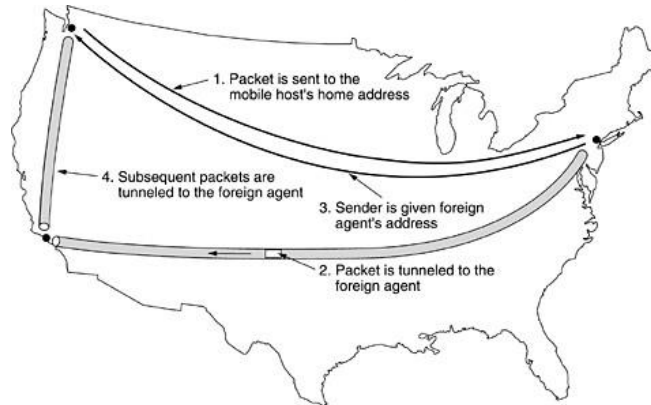 1. Packet is sent to the
mobile host's home address
4. Subsequent packets are
tunneled to the foreign agent
3. Sender is given foreign
agent's address
2. Packet is tunneled to the
foreign agent